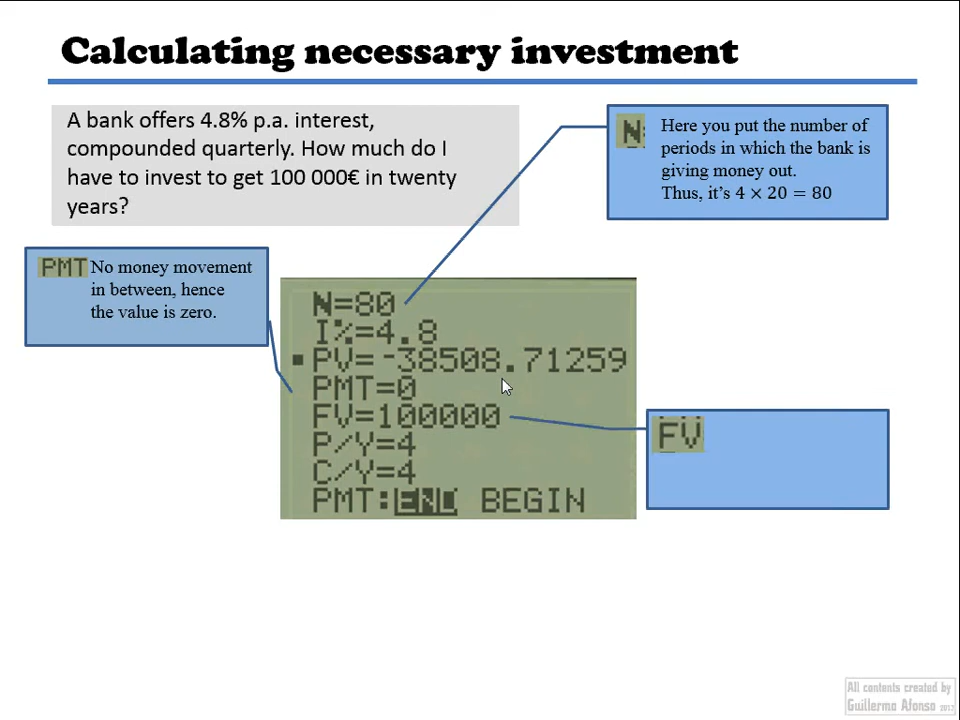 Calculating necessary investment
A bank offers 4.8% p.a. interest,
compounded quarterly. How much do I
have to invest to get 100 000€ in twenty
years?
N=
Here you put the number of
periods in which the bank is
giving money out.
Thus, it's 4 × 20 = 80
PMT No money movement
in between, hence
the value is zero.
N=80
I%=4.8
PV=-38508.71259
PMT=0
FV=100000
P/Y=4
C/Y=4
PMT:END BEGIN
FV
All contents created by
Guillermo Afonso 2017